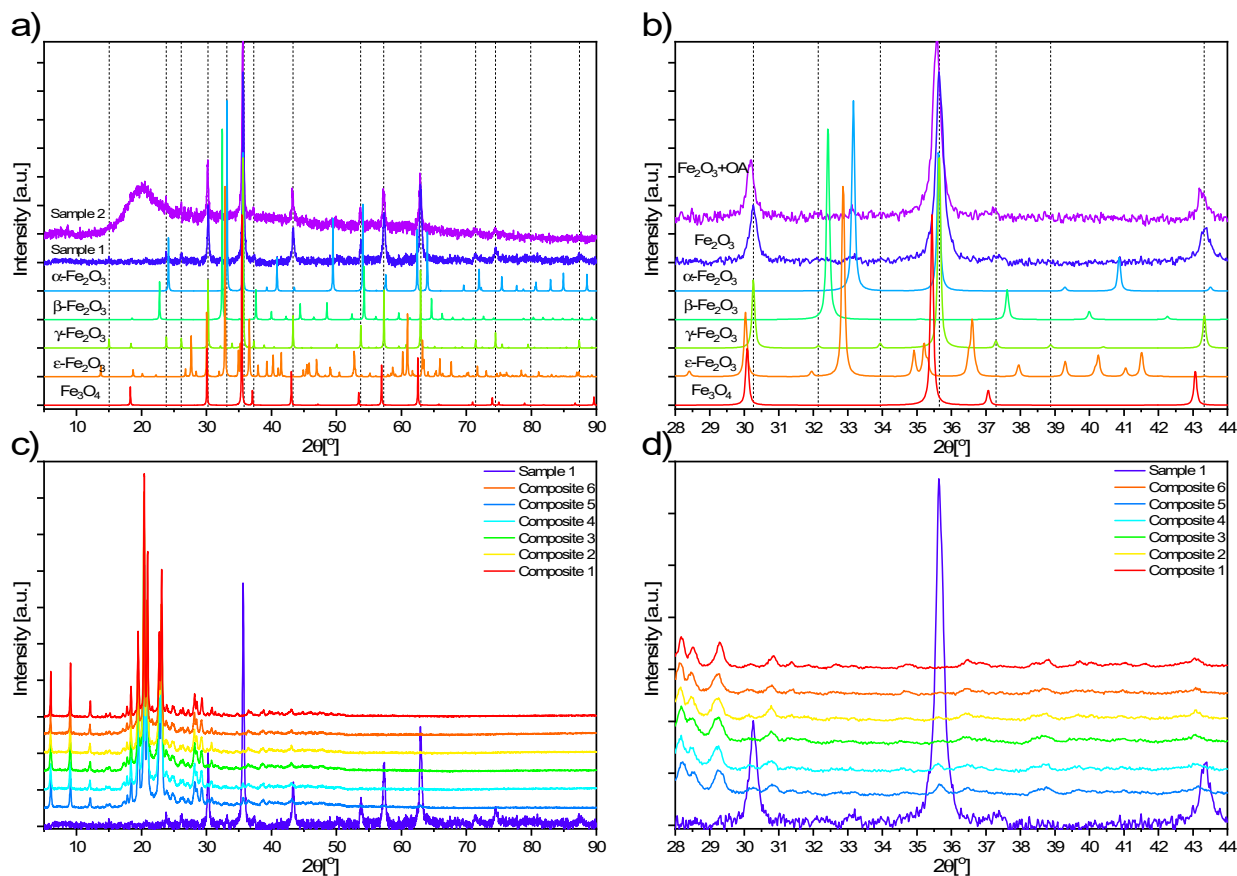 a)
Intensity [a.u.]
Sample 2
Sample 1
α-Fe₂O₃
β-Fe₂O₃
γ-Fe₂O₃
ε-Fe₂O₃
Fe₃O₄
10 20 30 40 50 60 70 80 90
2θ[°]
b)
Intensity [a.u.]
Fe₂O₃+OA
Fe₂O₃
α-Fe₂O₃
β-Fe₂O₃
γ-Fe₂O₃
ε-Fe₂O₃
Fe₃O₄
28 29 30 31 32 33 34 35 36 37 38 39 40 41 42 43 44
2θ[°]
c)
Intensity [a.u.]
Sample 1
Composite 6
Composite 5
Composite 4
Composite 3
Composite 2
Composite 1
10 20 30 40 50 60 70 80 90
2θ[°]
d)
Intensity [a.u.]
Sample 1
Composite 6
Composite 5
Composite 4
Composite 3
Composite 2
Composite 1
28 29 30 31 32 33 34 35 36 37 38 39 40 41 42 43 44
2θ[°]